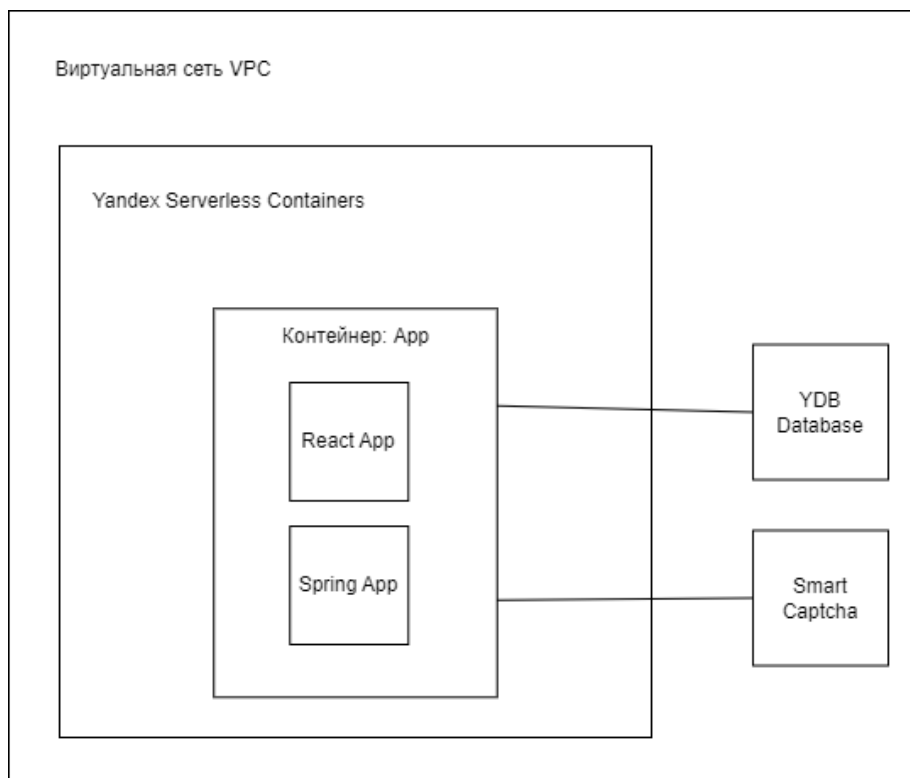 Виртуальная сеть VPC
Yandex Serverless Containers
Контейнер: App
React App
Spring App
YDB
Database
Smart
Captcha